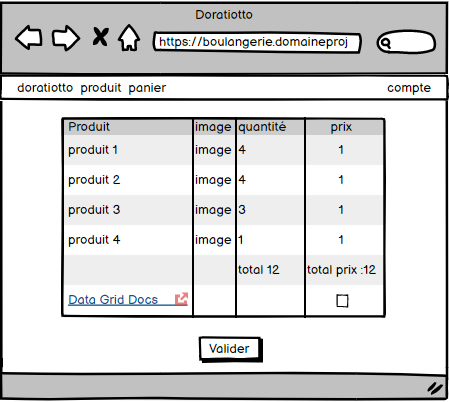 Doratiotto
https://boulangerie.domaineproj
doratiotto produit panier compte
Produit image quantité prix
produit 1 image 4 1
produit 2 image 4 1
produit 3 image 3 1
produit 4 image 1 1
total 12 total prix :12
Data Grid Docs
Valider